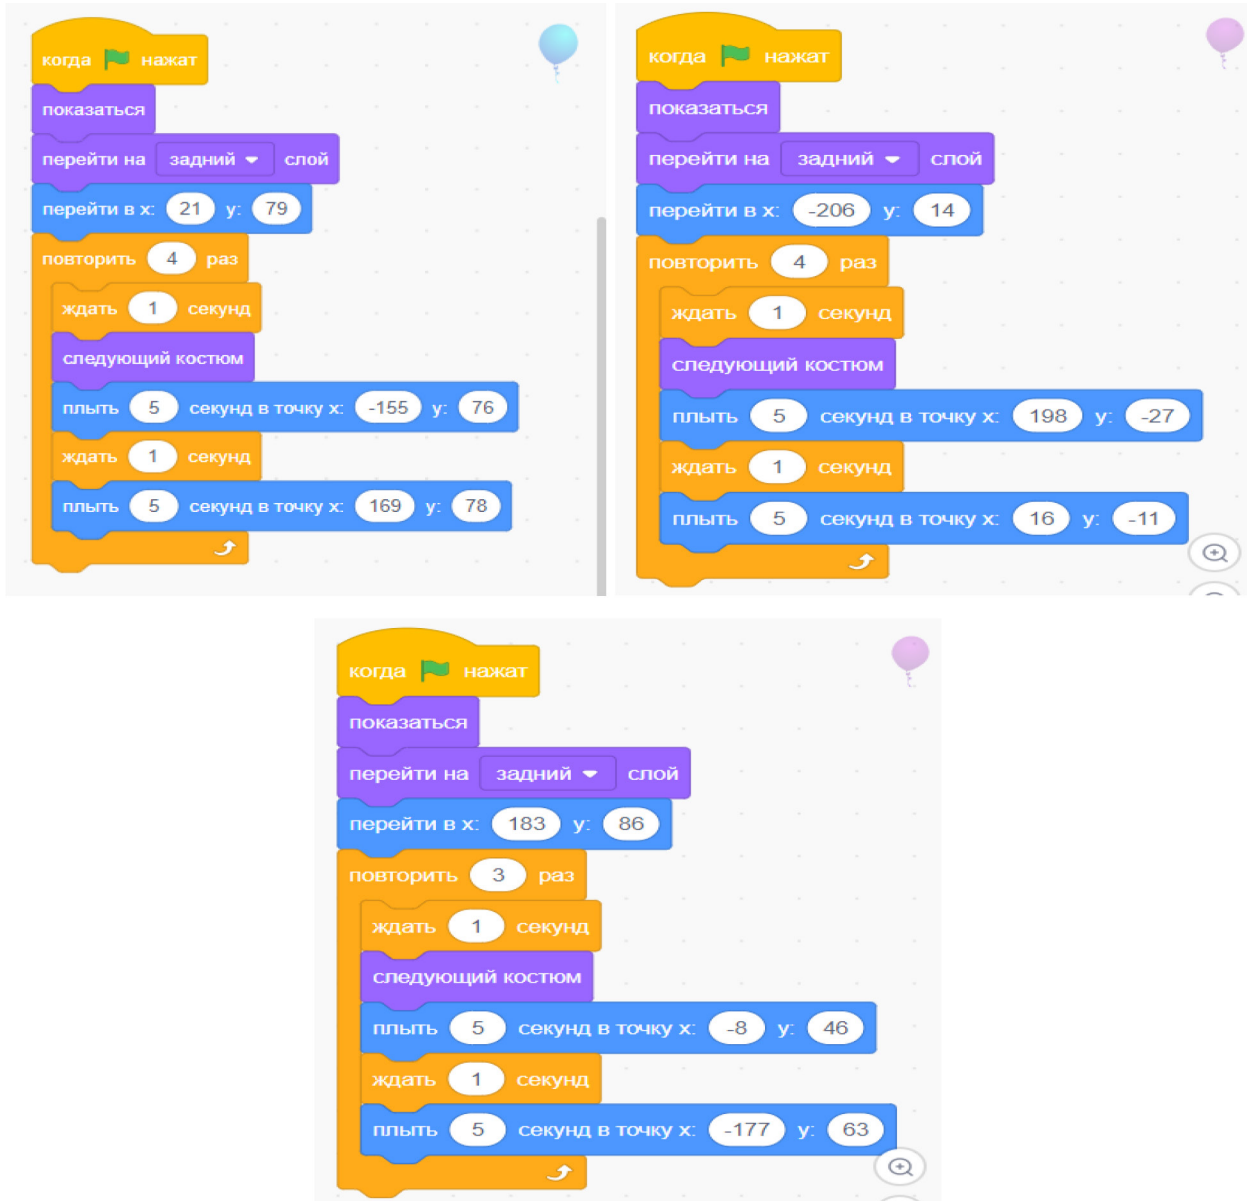 когда нажат
показаться
перейти на задний слой
перейти в x: 21 y: 79
повторить 4 раз
ждать 1 секунд
следующий костюм
плыть 5 секунд в точку x: -155 y: 76
ждать 1 секунд
плыть 5 секунд в точку x: 169 y: 78
когда нажат
показаться
перейти на задний слой
перейти в x: -206 y: 14
повторить 4 раз
ждать 1 секунд
следующий костюм
плыть 5 секунд в точку x: 198 y: -27
ждать 1 секунд
плыть 5 секунд в точку x: 16 y: -11
когда нажат
показаться
перейти на задний слой
перейти в x: 183 y: 86
повторить 3 раз
ждать 1 секунд
следующий костюм
плыть 5 секунд в точку x: -8 y: 46
ждать 1 секунд
плыть 5 секунд в точку x: -177 y: 63